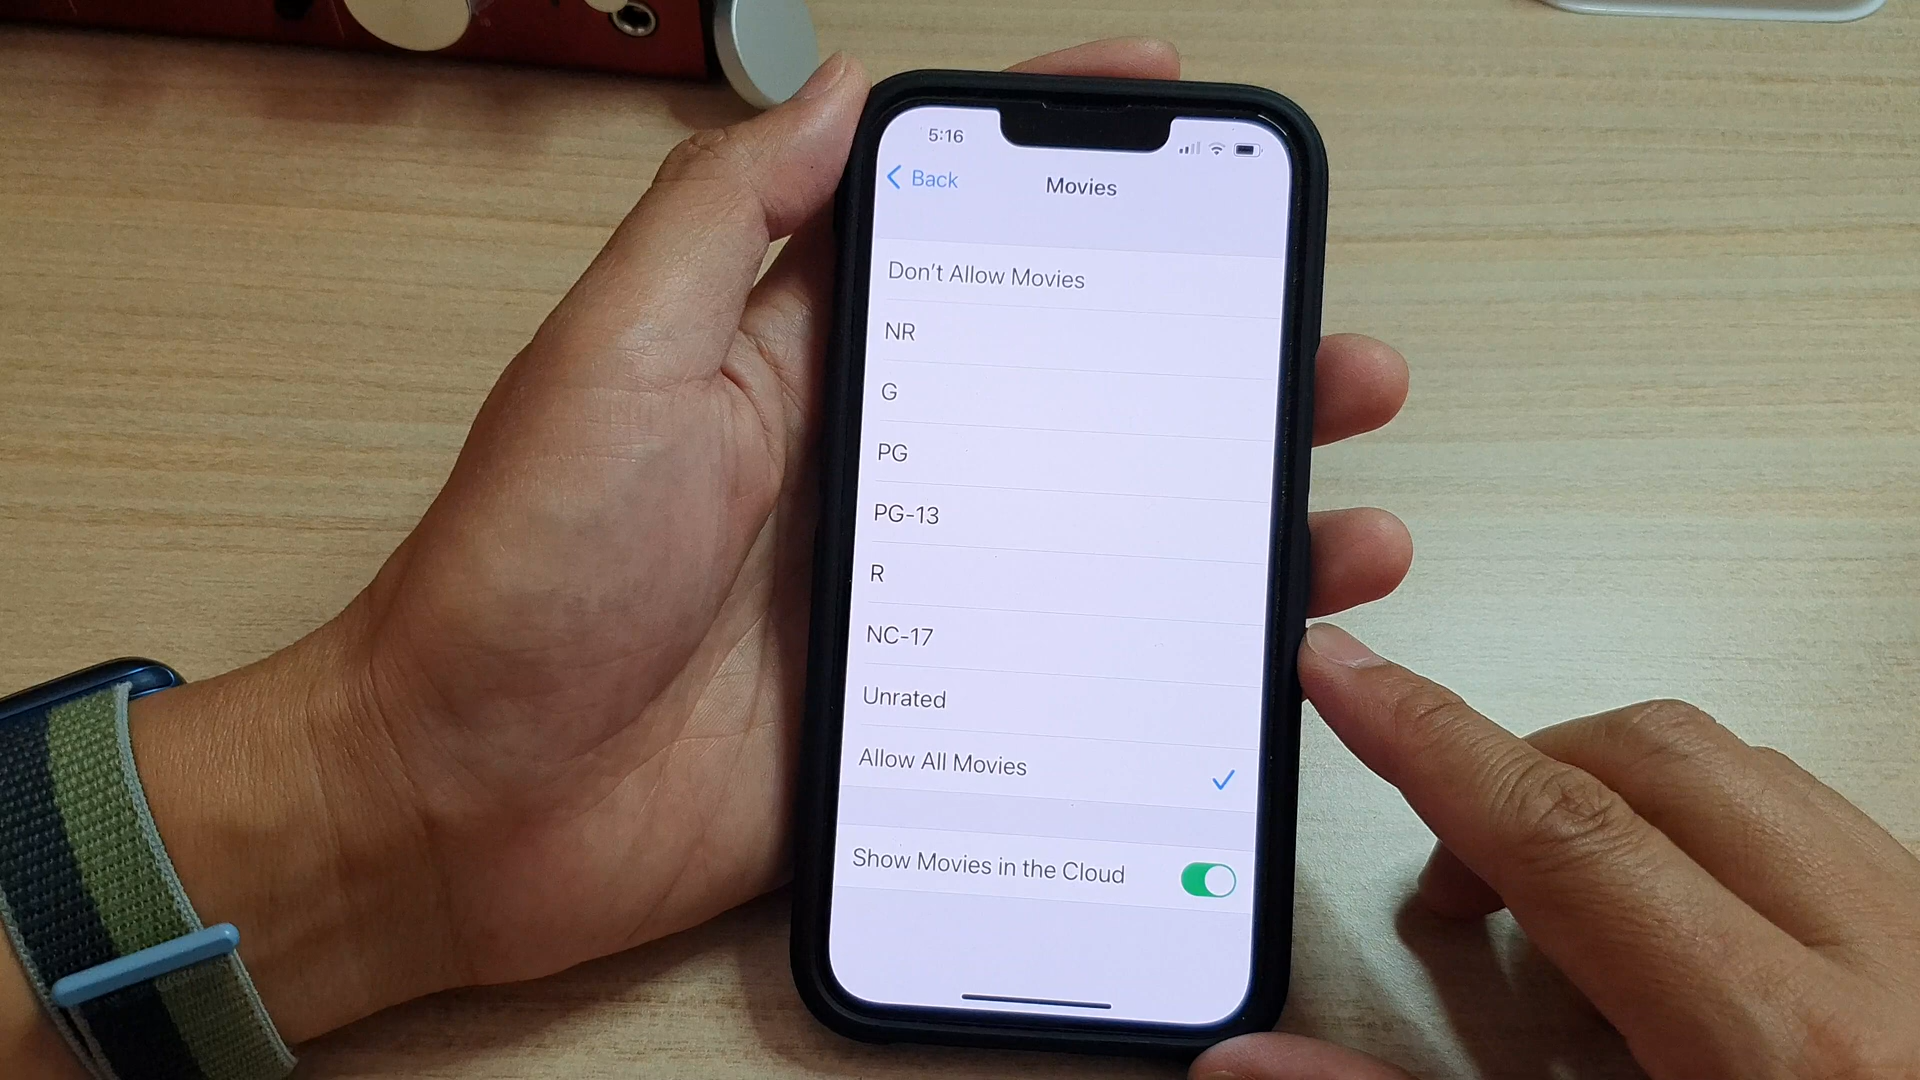 5:16
Back
Movies
Don't Allow Movies
NR
G
PG
PG-13
R
NC-17
Unrated
Allow All Movies
Show Movies in the Cloud